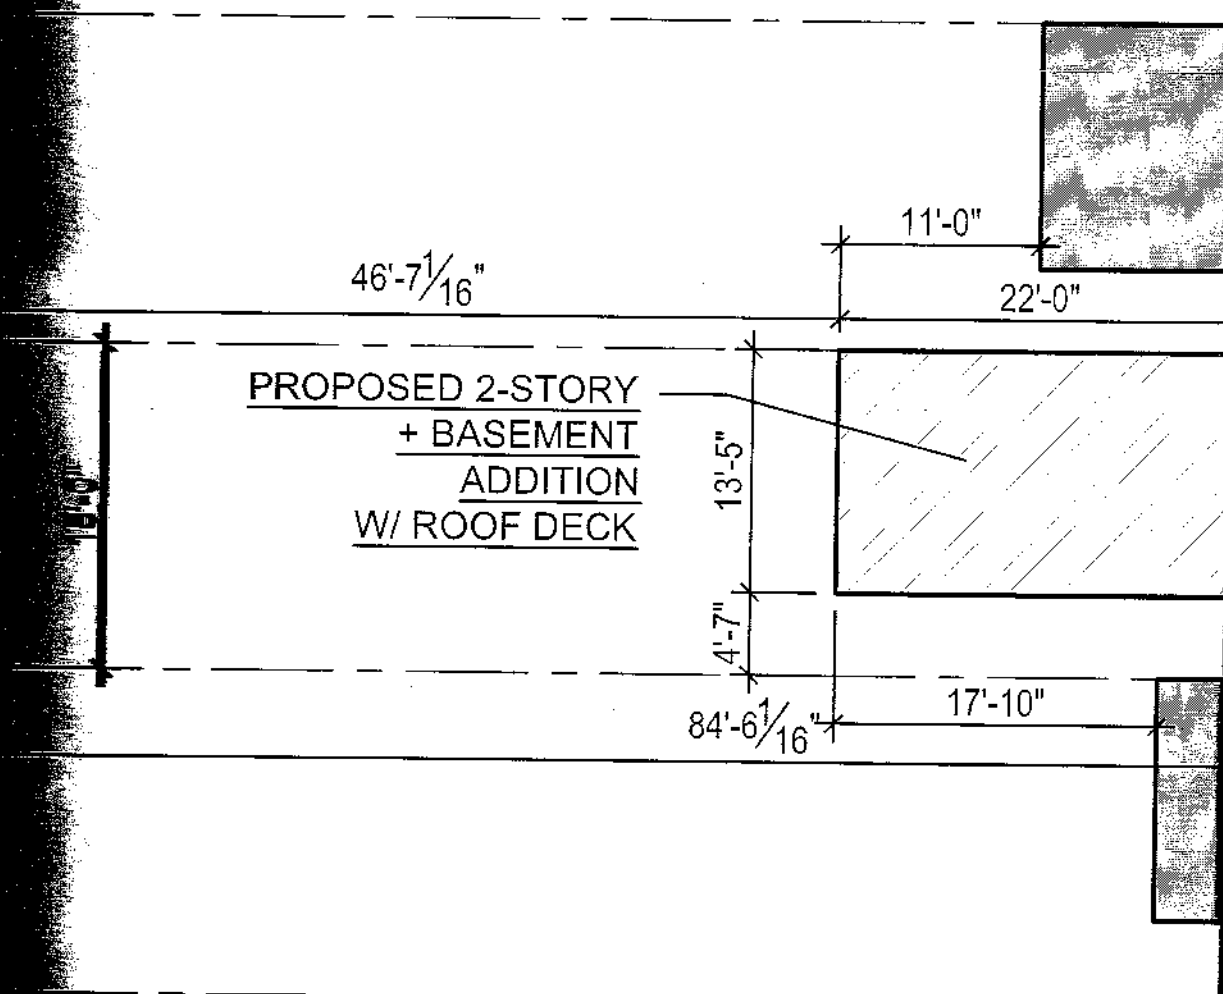 11'-0"
46'-7 1/16"
22'-0"
PROPOSED 2-STORY
+ BASEMENT
ADDITION
W/ ROOF DECK
13'-5"
4'-7"
17'-10"
84'-6 1/16"